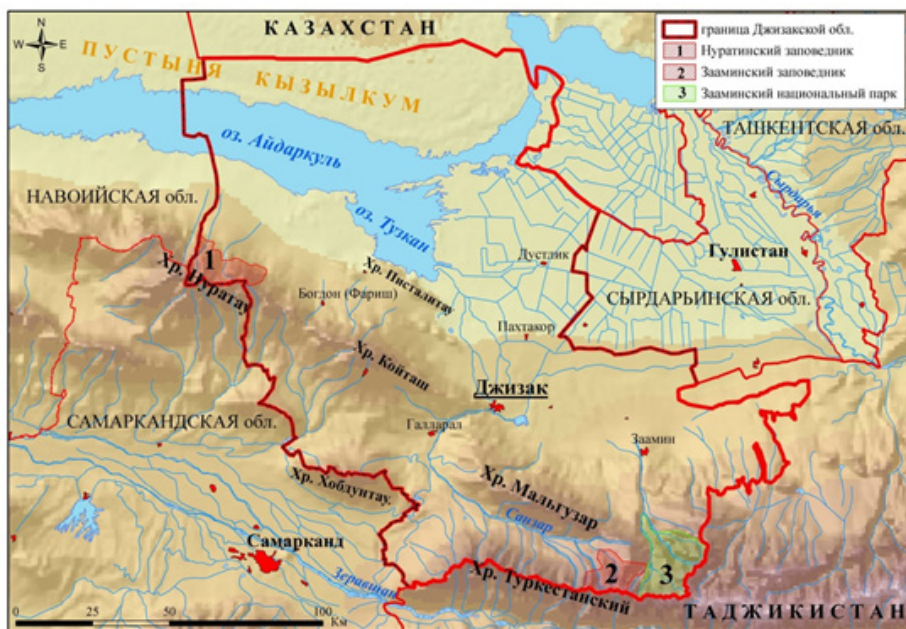 КАЗАХСТАН
N
W E
S
граница Джизакской обл.
1 Нуратинский заповедник
2 Зааминский заповедник
3 Зааминский национальный парк
ПУСТЫНЯ КЫЗЫЛКУМ
ТАШКЕНТСКАЯ обл.
оз. Айдаркуль
Сырдарья
НАВОИЙСКАЯ обл.
оз. Тузкан
1
Хр. Нуратау
Хр. Писталитау
Дустлик
Гулистан
Богдон (Фариш)
СЫРДАРЬИНСКАЯ обл.
Пахтакор
Хр. Койташ
Джизак
САМАРКАНДСКАЯ обл.
Галларал
Заамин
Хр. Хобдунтау.
Хр. Мальгузар
Санзар
Самарканд
Зеравшан
2
3
Хр. Туркестанский
ТАДЖИКИСТАН
0 25 50 100
Км